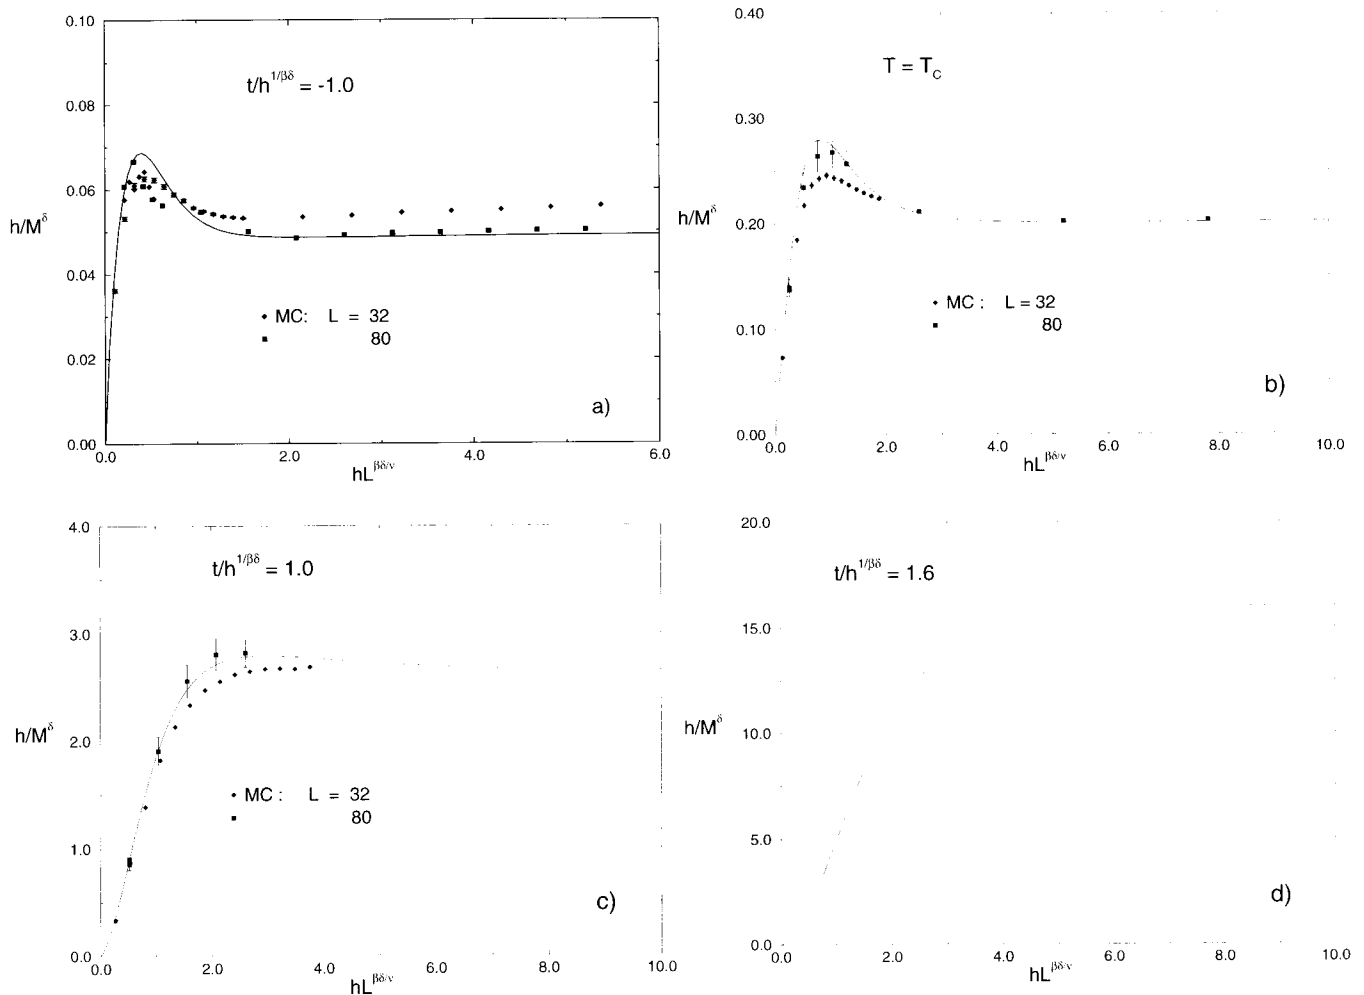 0.10
0.08
0.06
0.04
0.02
0.00
h/M^δ
t/h^{1/βδ} = -1.0
MC: L = 32
80
a)
0.0 2.0 4.0 6.0
hL^{βδ/ν}
0.40
0.30
0.20
0.10
0.00
h/M^δ
T = T_C
MC : L = 32
80
b)
0.0 2.0 4.0 6.0 8.0 10.0
hL^{βδ/ν}
4.0
3.0
2.0
1.0
0.0
h/M^δ
t/h^{1/βδ} = 1.0
MC : L = 32
80
c)
0.0 2.0 4.0 6.0 8.0 10.0
hL^{βδ/ν}
20.0
15.0
10.0
5.0
0.0
h/M^δ
t/h^{1/βδ} = 1.6
d)
0.0 2.0 4.0 6.0 8.0 10.0
hL^{βδ/ν}